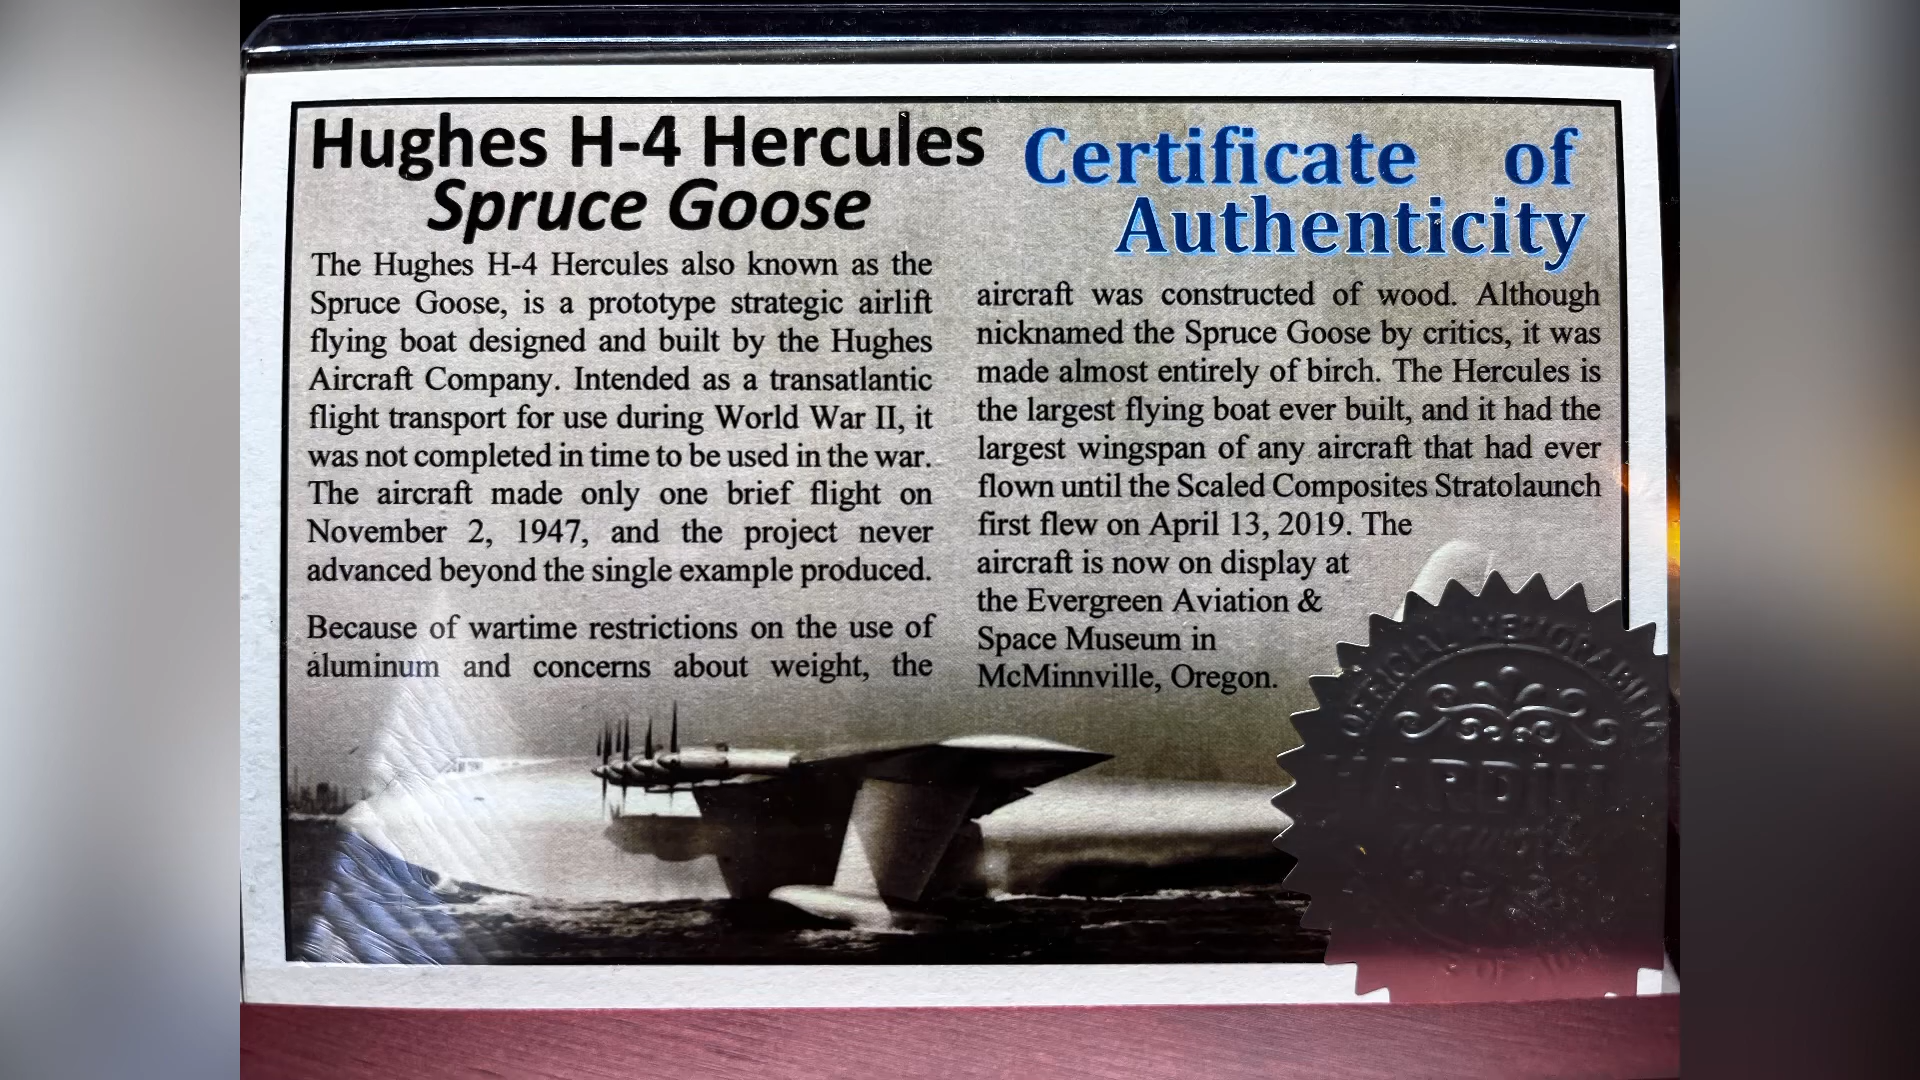 Hughes H-4 Hercules
Spruce Goose
The Hughes H-4 Hercules also known as the
Spruce Goose, is a prototype strategic airlift
flying boat designed and built by the Hughes
Aircraft Company. Intended as a transatlantic
flight transport for use during World War II, it
was not completed in time to be used in the war.
The aircraft made only one brief flight on
November 2, 1947, and the project never
advanced beyond the single example produced.
Because of wartime restrictions on the use of
aluminum and concerns about weight, the
Certificate of
Authenticity
aircraft was constructed of wood. Although
nicknamed the Spruce Goose by critics, it was
made almost entirely of birch. The Hercules is
the largest flying boat ever built, and it had the
largest wingspan of any aircraft that had ever
flown until the Scaled Composites Stratolaunch
first flew on April 13, 2019. The
aircraft is now on display at
the Evergreen Aviation &
Space Museum in
McMinnville, Oregon.
OFFICIAL MEMORABILIA